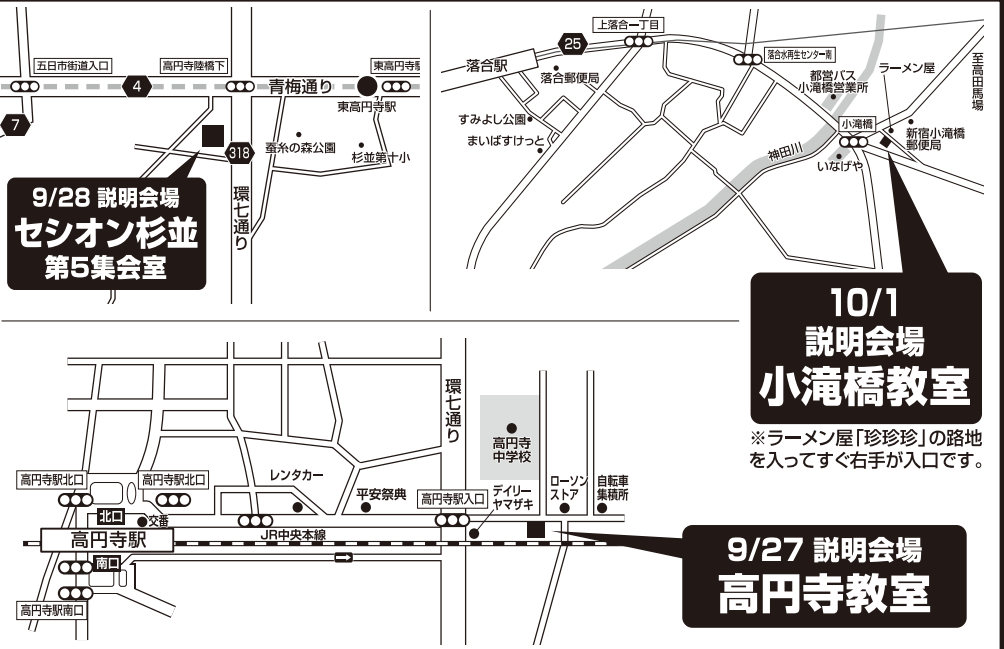 五日市街道入口
高円寺陸橋下
東高円寺駅
4
青梅通り
東高円寺駅
7
蚕糸の森公園
杉並第十小
318
環七通り
9/28 説明会場
セシオン杉並
第5集会室
上落合一丁目
25
落合駅
落合郵便局
落合水再生センター南
都営バス
小滝橋営業所
ラーメン屋
至高田馬場
すみよし公園
まいばすけっと
小滝橋
新宿小滝橋
郵便局
神田川
いなげや
10/1
説明会場
小滝橋教室
※ラーメン屋「珍珍珍」の路地
を入ってすぐ右手が入口です。
環七通り
高円寺
中学校
高円寺駅北口
高円寺駅北口
レンタカー
平安祭典
高円寺駅入口
デイリー
ヤマザキ
ローソン
ストア
自転車
集積所
北口
交番
高円寺駅
JR中央本線
南口
高円寺駅南口
9/27 説明会場
高円寺教室